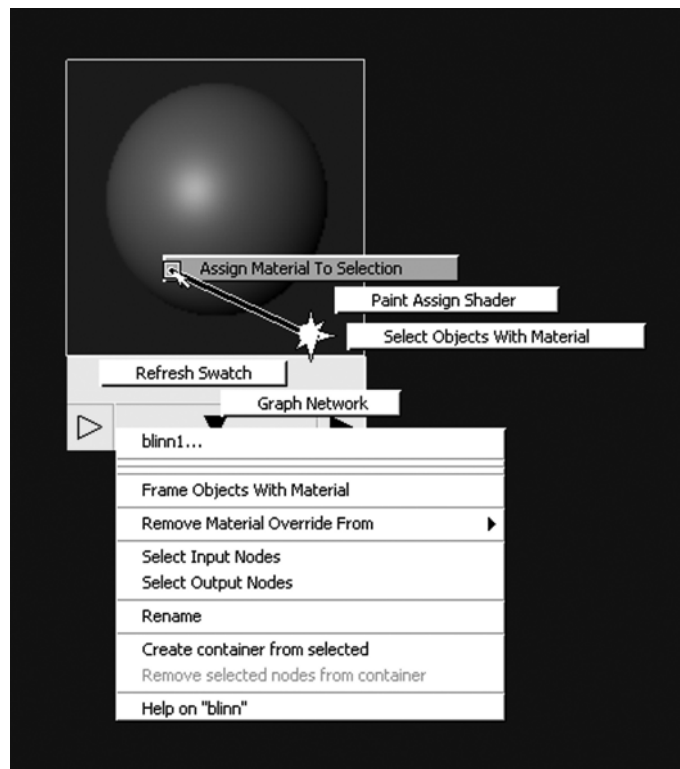 Assign Material To Selection
Paint Assign Shader
Select Objects With Material
Refresh Swatch
Graph Network
blinn1...
Frame Objects With Material
Remove Material Override From
Select Input Nodes
Select Output Nodes
Rename
Create container from selected
Remove selected nodes from container
Help on "blinn"